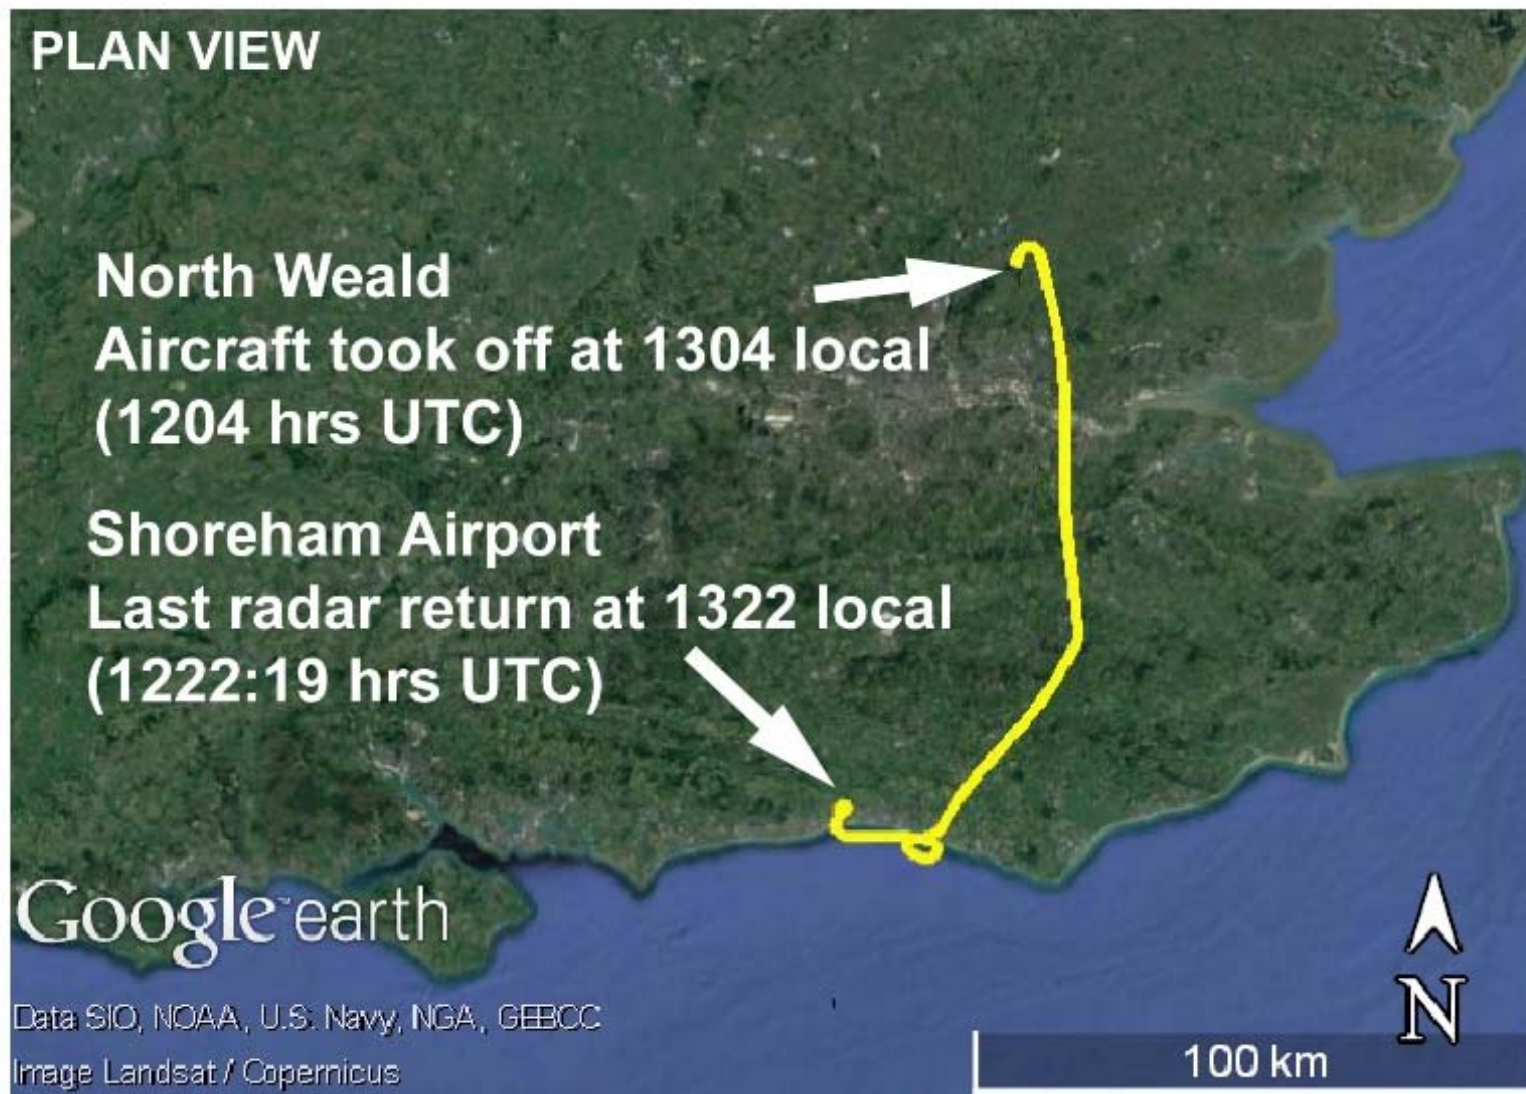 PLAN VIEW
North Weald
Aircraft took off at 1304 local
(1204 hrs UTC)
Shoreham Airport
Last radar return at 1322 local
(1222:19 hrs UTC)
Google earth
N
Data SIO, NOAA, U.S. Navy, NGA, GEBCO
Image Landsat / Copernicus
100 km